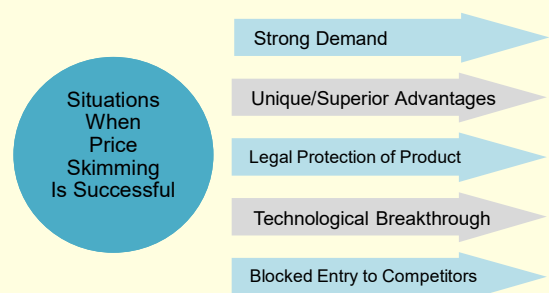 Situations
When
Price
Skimming
Is Successful
Strong Demand
Unique/Superior Advantages
Legal Protection of Product
Technological Breakthrough
Blocked Entry to Competitors